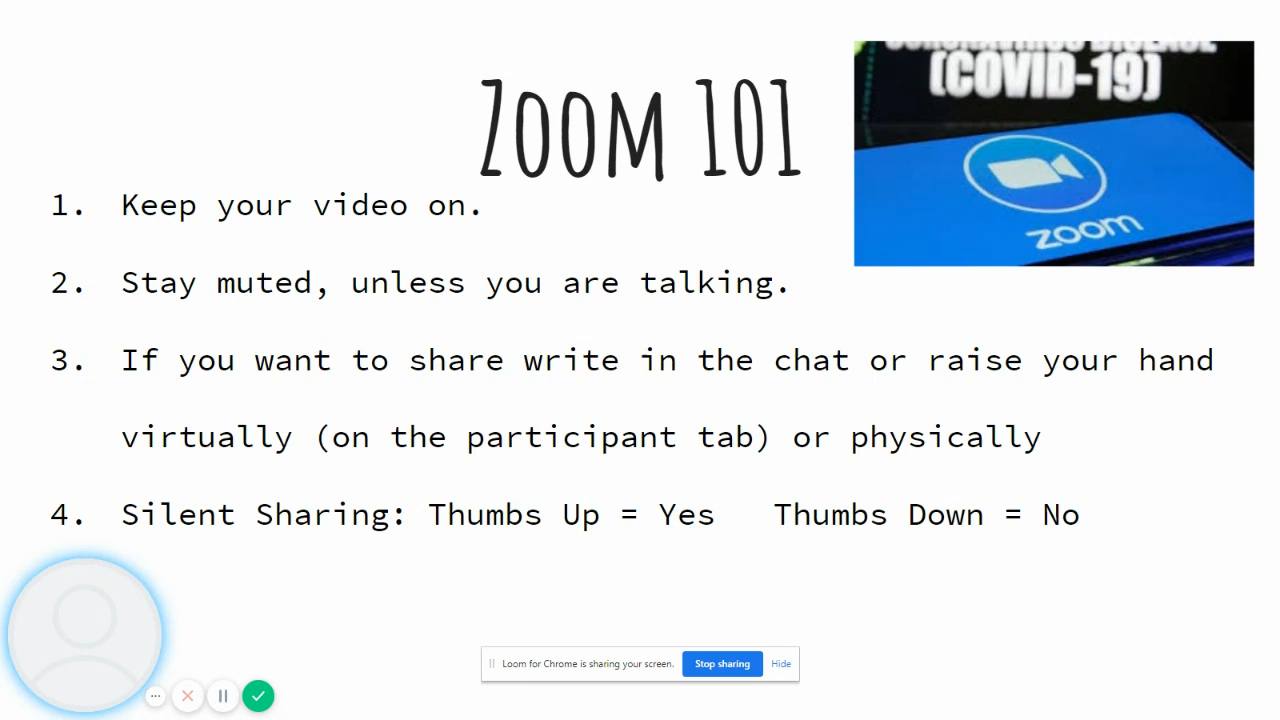 Zoom 101
(COVID-19)
zoom
1. Keep your video on.
2. Stay muted, unless you are talking.
3. If you want to share write in the chat or raise your hand
virtually (on the participant tab) or physically
4. Silent Sharing: Thumbs Up = Yes Thumbs Down = No
Loom for Chrome is sharing your screen. Stop sharing Hide